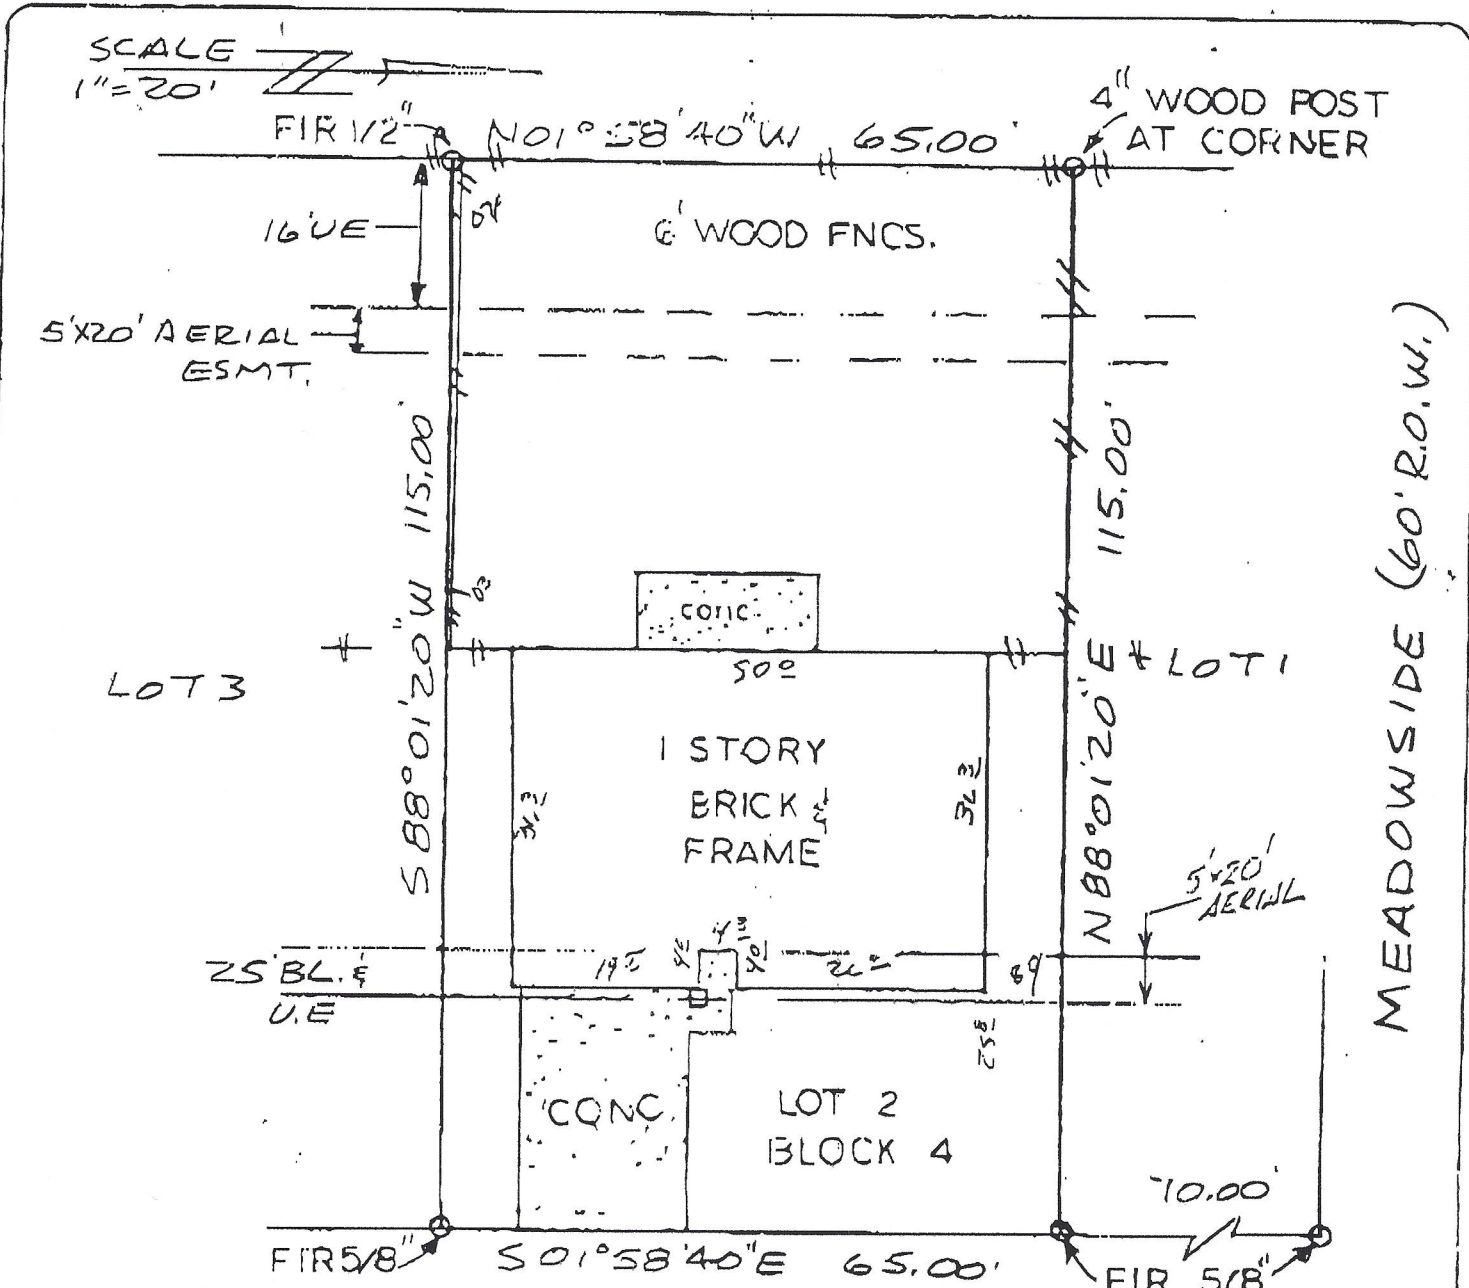 SCALE
1"=20'
FIR 1/2"
N01°58'40"W 65.00'
4" WOOD POST
AT CORNER
16'UE
6' WOOD FNCS.
5'X20' AERIAL
ESMT.
S88°01'20"W 115.00'
N88°01'20"E 115.00'
MEADOWSIDE (60' R.O.W.)
CONC
50º
LOT 3
LOT 1
1 STORY
BRICK &
FRAME
5'x20'
AERIAL
25' BL. &
U.E
CONC.
LOT 2
BLOCK 4
70.00'
FIR 5/8"
S01°58'40"E 65.00'
FIR 5/8"